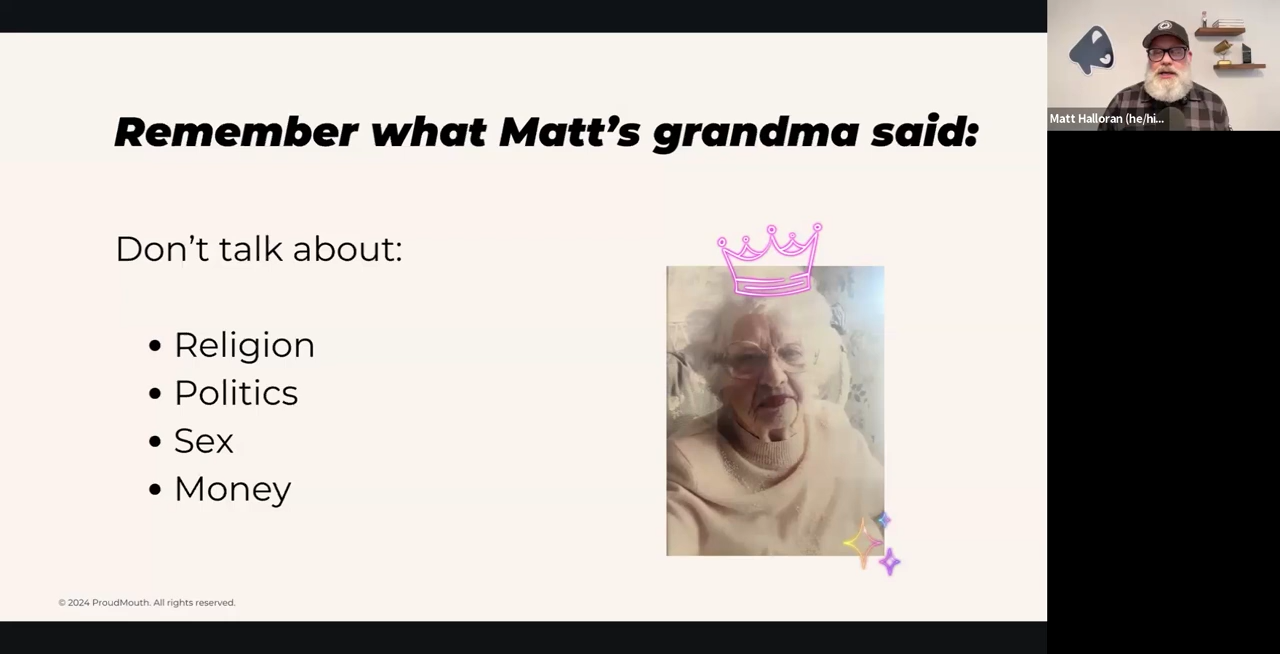 Remember what Matt’s grandma said:
Don’t talk about:
• Religion
• Politics
• Sex
• Money
© 2024 ProudMouth. All rights reserved.
Matt Halloran (he/hi...